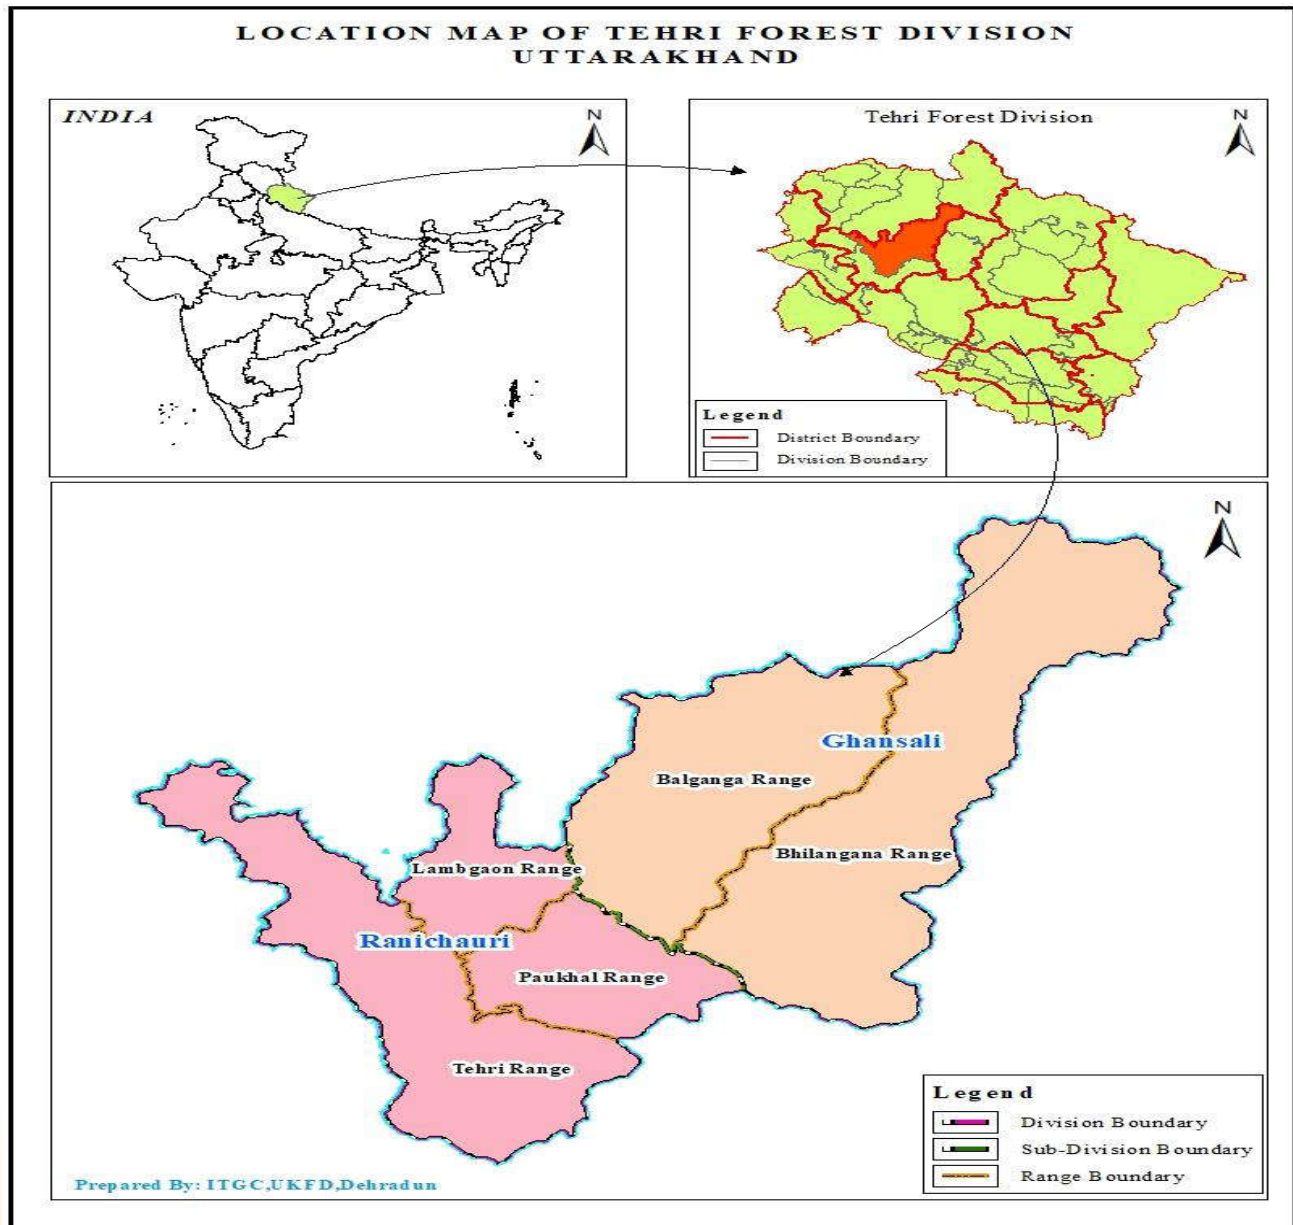 LOCATION MAP OF TEHRI FOREST DIVISION
UTTARAKHAND
INDIA
N
Tehri Forest Division
N
Legend
District Boundary
Division Boundary
N
Ghansali
Balganga Range
Bhilangana Range
Lambgaon Range
Ranichauri
Paukhal Range
Tehri Range
Legend
Division Boundary
Sub-Division Boundary
Range Boundary
Prepared By: ITGC,UKFD,Dehradun